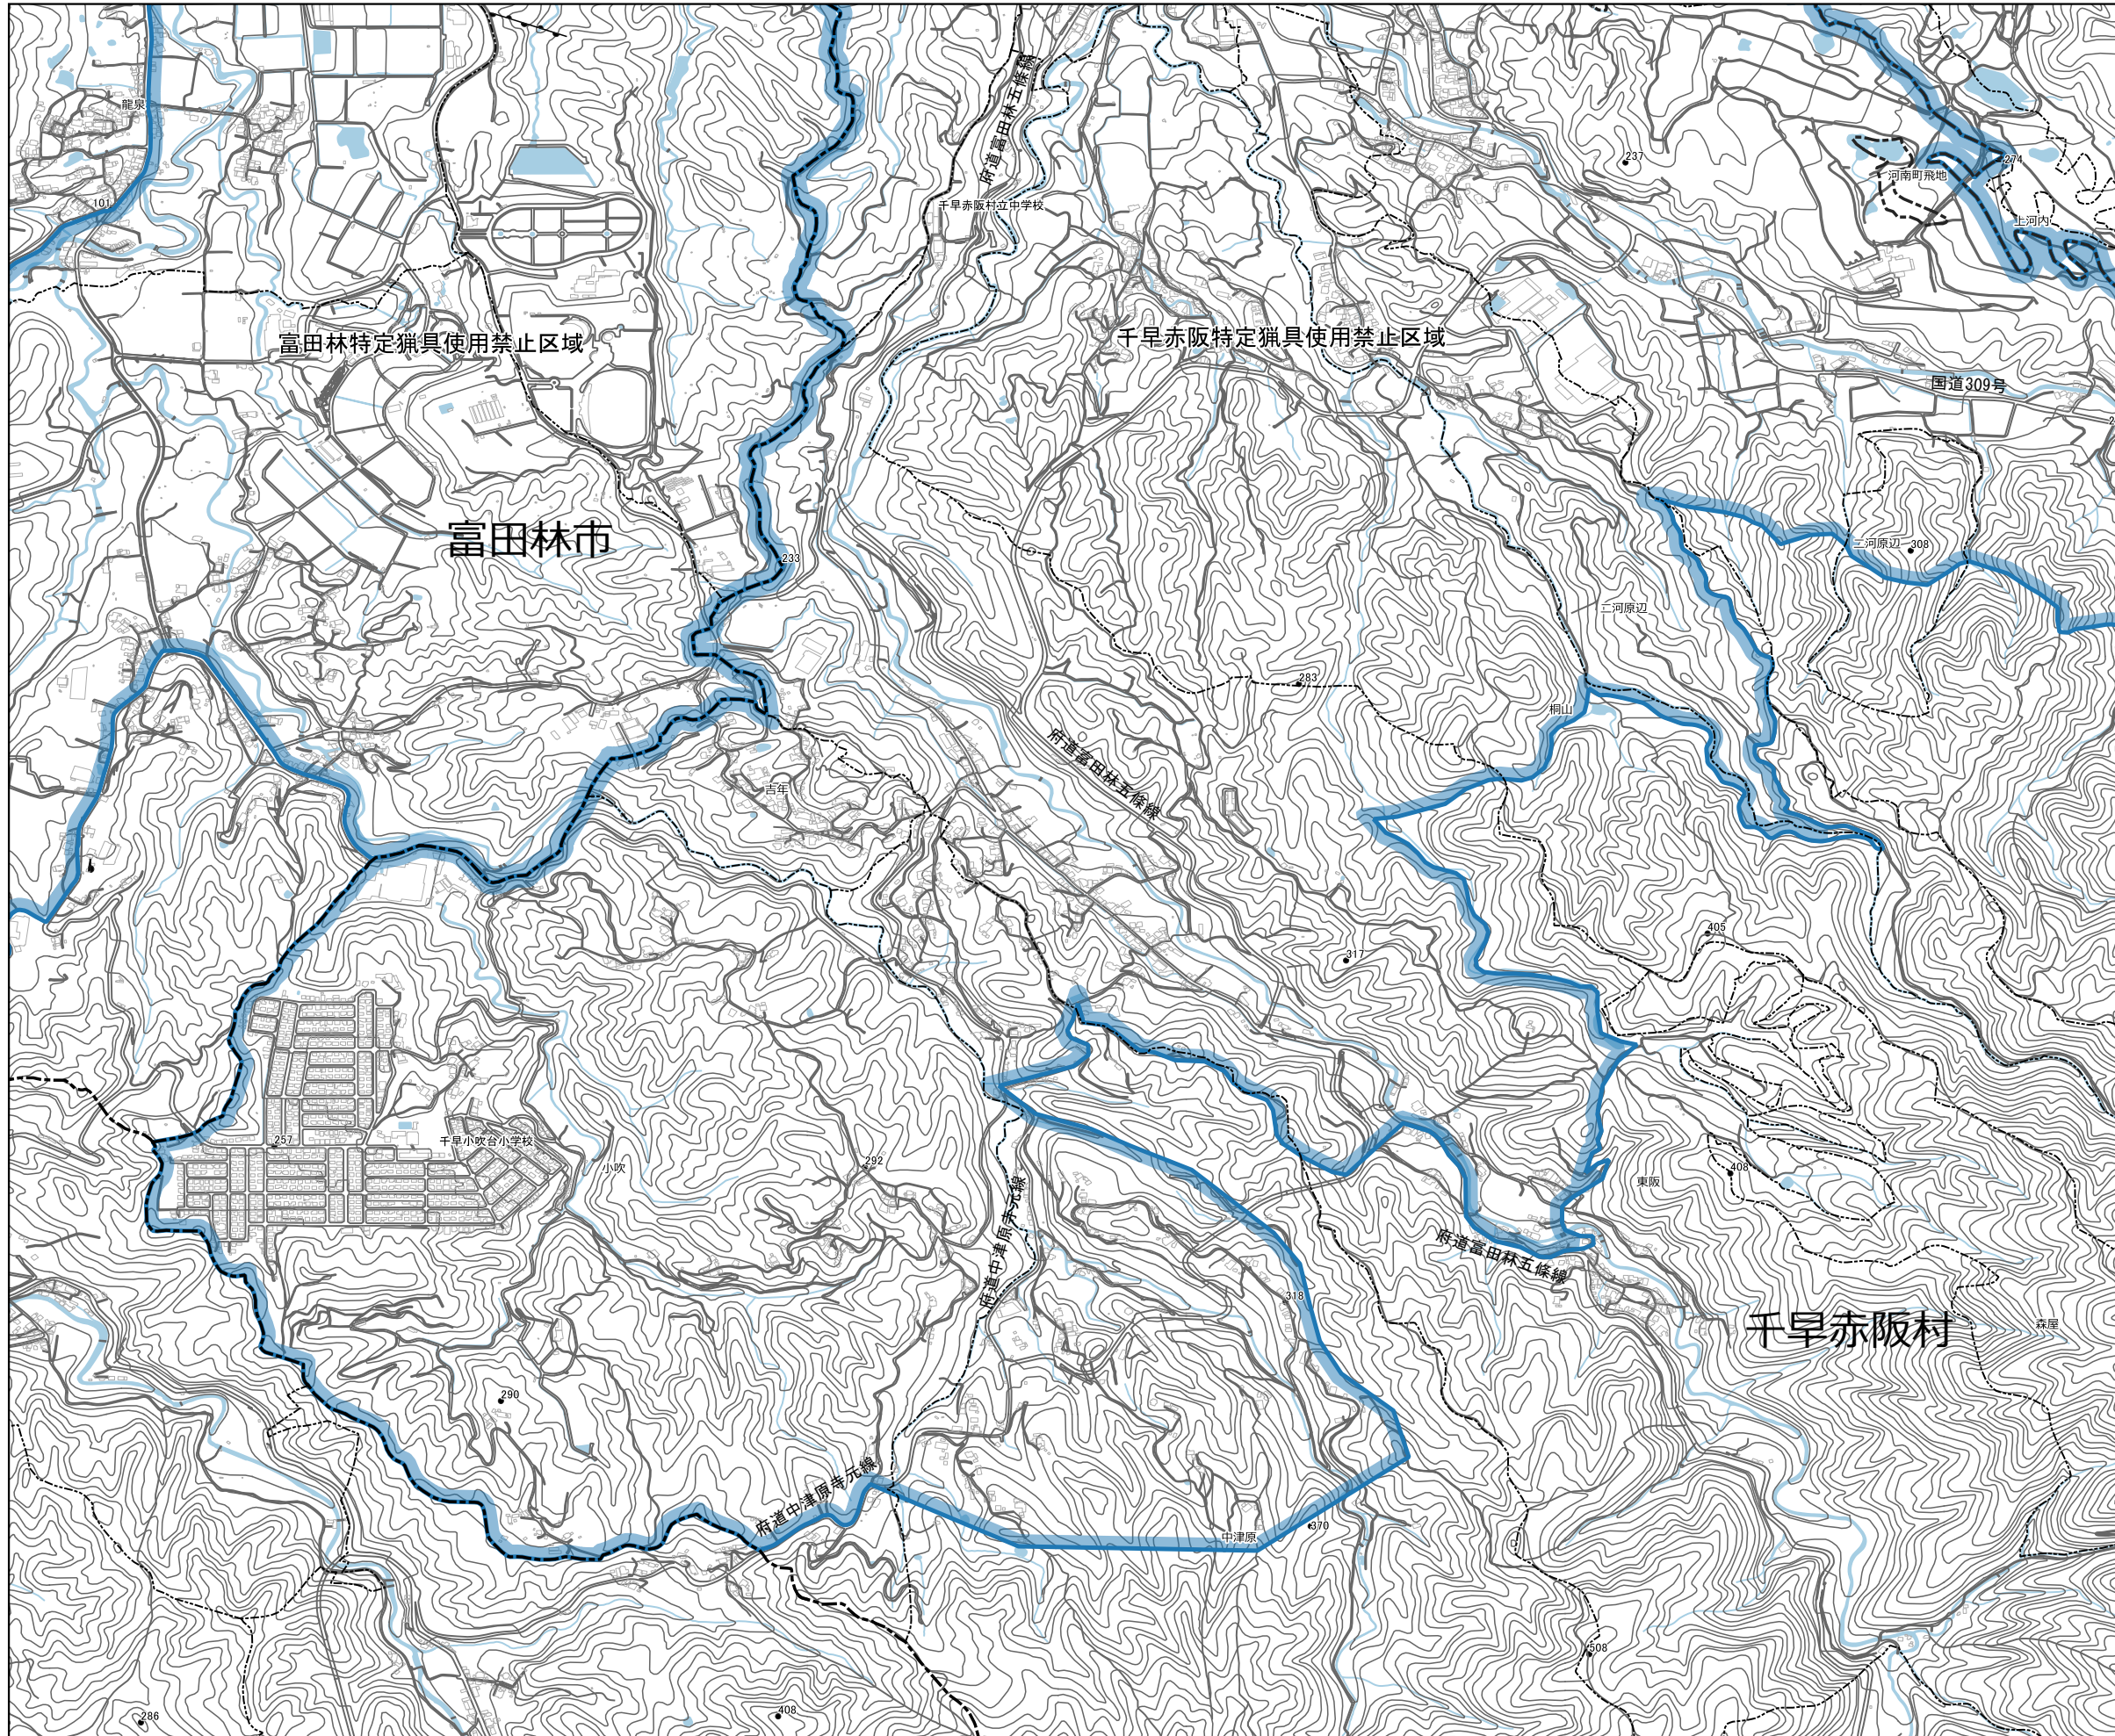 龍泉
府道富田林五條線
237
274
河南町飛地
101
千早赤阪村立中学校
上河内
富田林特定猟具使用禁止区域
千早赤阪特定猟具使用禁止区域
国道309号
富田林市
二河原辺
308
233
二河原辺
283
桐山
府道富田林五條線
吉年
405
317
257
千早小吹台小学校
小吹
292
408
東阪
府道中津原寺元線
府道富田林五條線
318
千早赤阪村
森屋
290
府道中津原寺元線
370
中津原
508
286
408